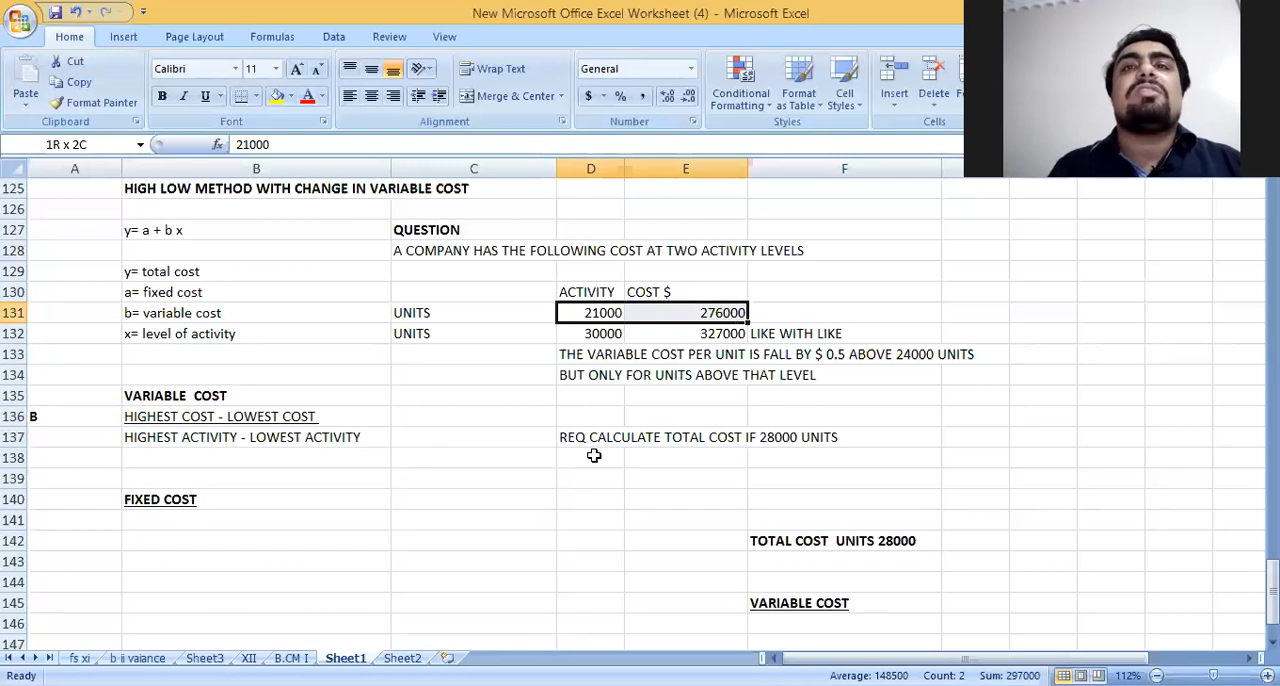 New Microsoft Office Excel Worksheet (4) - Microsoft Excel
Home Insert Page Layout Formulas Data Review View
Cut
Copy
Format Painter
Paste
Clipboard
Calibri 11
B I U
Font
Wrap Text
Merge & Center
Alignment
General
$ % ,
Number
Conditional Formatting
Format as Table
Cell Styles
Styles
Insert Delete
Cells
1R x 2C fx 21000
A B C D E F
125 HIGH LOW METHOD WITH CHANGE IN VARIABLE COST
126
127 y= a + b x QUESTION
128 A COMPANY HAS THE FOLLOWING COST AT TWO ACTIVITY LEVELS
129 y= total cost
130 a= fixed cost ACTIVITY COST $
131 b= variable cost UNITS 21000 276000
132 x= level of activity UNITS 30000 327000 LIKE WITH LIKE
133 THE VARIABLE COST PER UNIT IS FALL BY $ 0.5 ABOVE 24000 UNITS
134 BUT ONLY FOR UNITS ABOVE THAT LEVEL
135 VARIABLE COST
136 B HIGHEST COST - LOWEST COST
137 HIGHEST ACTIVITY - LOWEST ACTIVITY REQ CALCULATE TOTAL COST IF 28000 UNITS
138
139
140 FIXED COST
141
142 TOTAL COST UNITS 28000
143
144
145 VARIABLE COST
146
147
fs xi b ii vaiance Sheet3 XII B.CM I Sheet1 Sheet2
Ready Average: 148500 Count: 2 Sum: 297000 112%